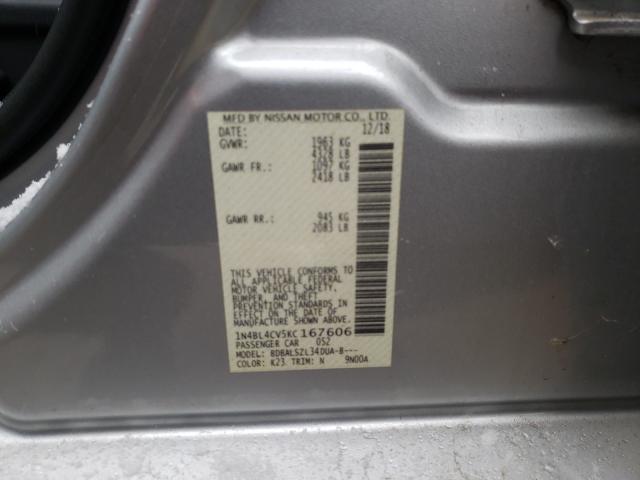 MFD BY NISSAN MOTOR CO., LTD.
DATE: 12/18
GVWR: 1963 KG
4328 LB
GAWR FR.: 1097 KG
2418 LB
GAWR RR.: 945 KG
2083 LB
THIS VEHICLE CONFORMS TO
ALL APPLICABLE FEDERAL
MOTOR VEHICLE SAFETY,
BUMPER, AND THEFT
PREVENTION STANDARDS IN
EFFECT ON THE DATE OF
MANUFACTURE SHOWN ABOVE.
1N4BL4CV5KC167606
PASSENGER CAR 052
MODEL: BDBALSZL34DUA-B---
COLOR: K23 TRIM: N 9N00A